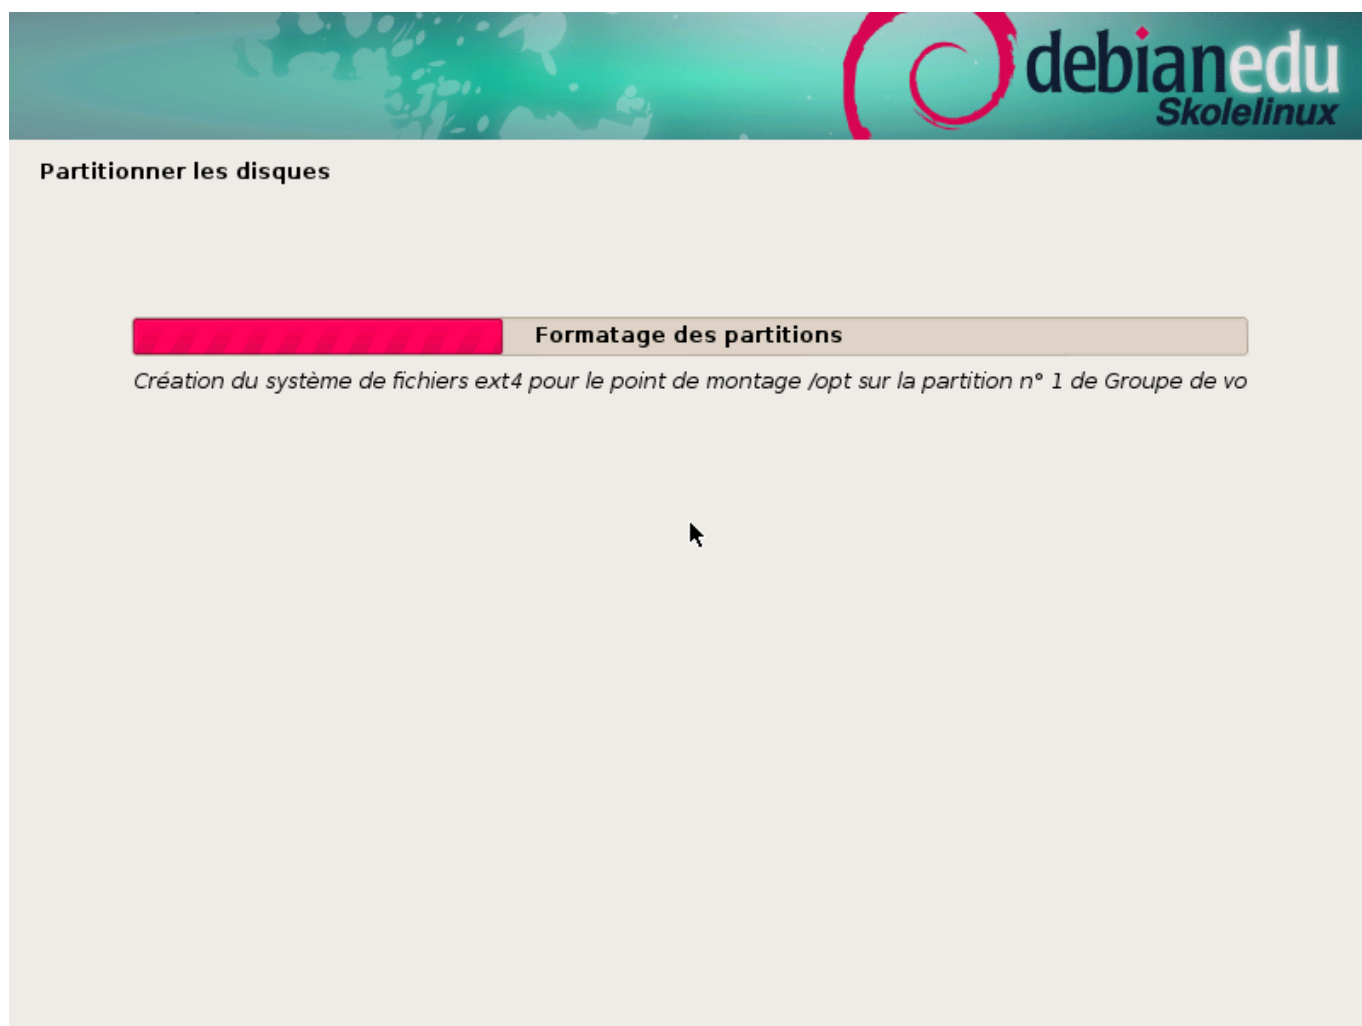 debianedu
Skolelinux
Partitionner les disques
Formatage des partitions
Création du système de fichiers ext4 pour le point de montage /opt sur la partition n° 1 de Groupe de vo